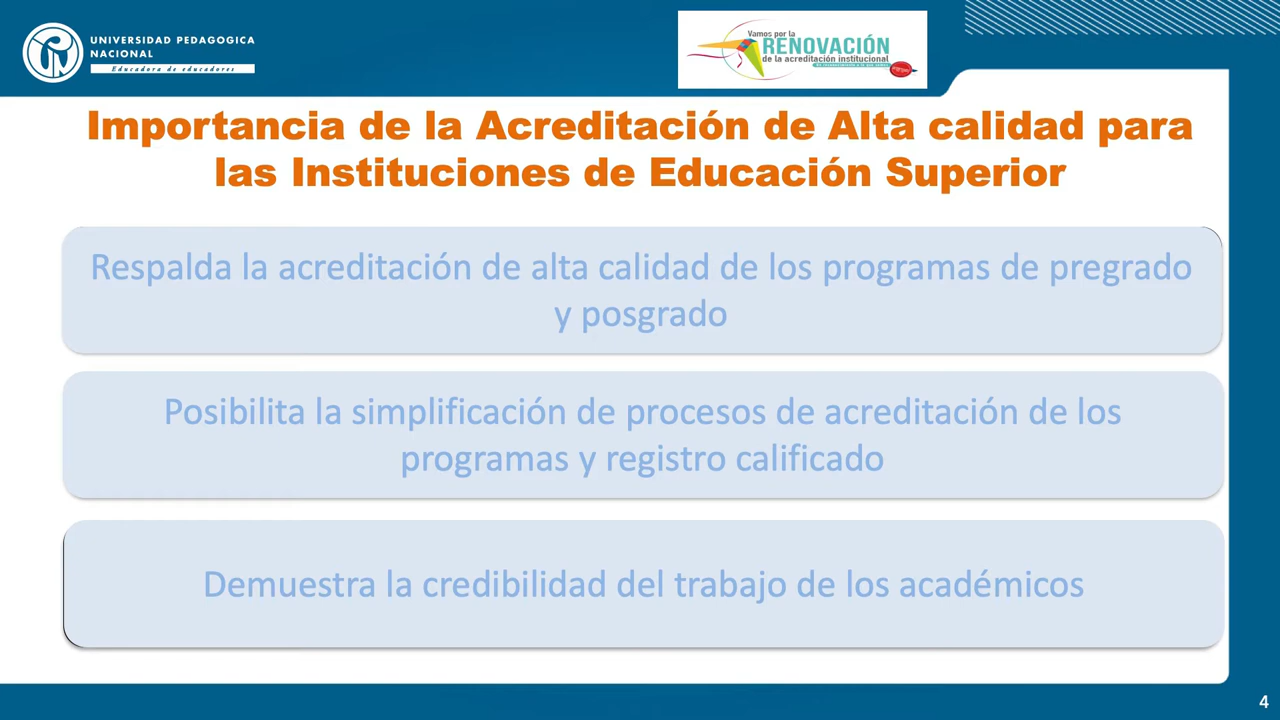 UNIVERSIDAD PEDAGOGICA
NACIONAL
Educadora de educadores
Vamos por la
RENOVACIÓN
de la acreditación institucional
Importancia de la Acreditación de Alta calidad para
las Instituciones de Educación Superior
Respalda la acreditación de alta calidad de los programas de pregrado
y posgrado
Posibilita la simplificación de procesos de acreditación de los
programas y registro calificado
Demuestra la credibilidad del trabajo de los académicos
4